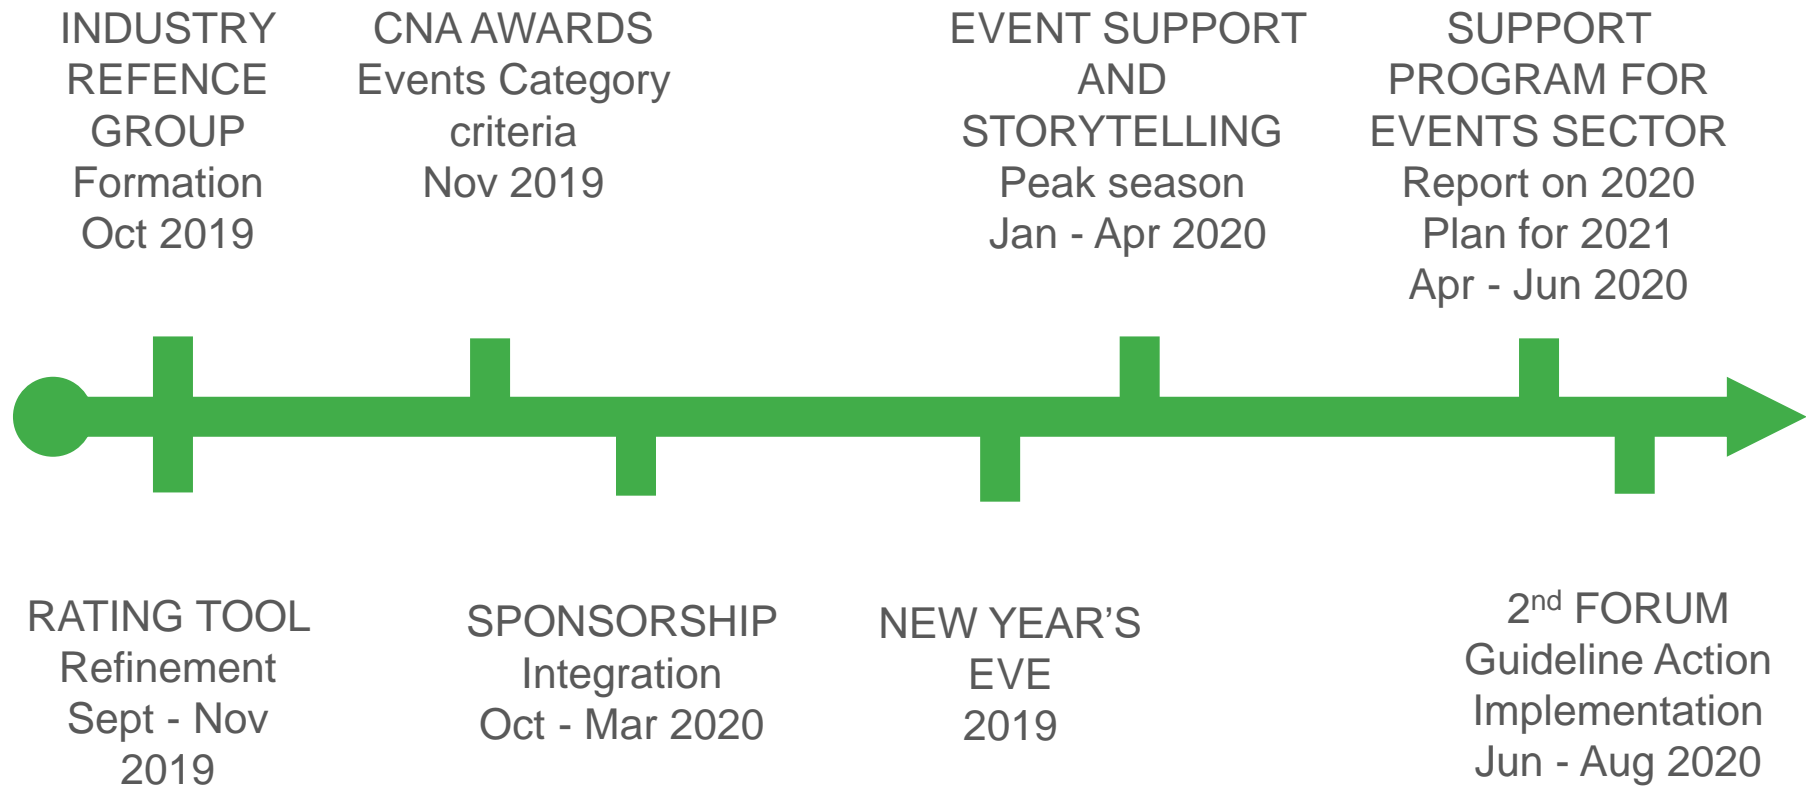 INDUSTRY
REFENCE
GROUP
Formation
Oct 2019
CNA AWARDS
Events Category
criteria
Nov 2019
EVENT SUPPORT
AND
STORYTELLING
Peak season
Jan - Apr 2020
SUPPORT
PROGRAM FOR
EVENTS SECTOR
Report on 2020
Plan for 2021
Apr - Jun 2020
RATING TOOL
Refinement
Sept - Nov
2019
SPONSORSHIP
Integration
Oct - Mar 2020
NEW YEAR’S
EVE
2019
2nd FORUM
Guideline Action
Implementation
Jun - Aug 2020